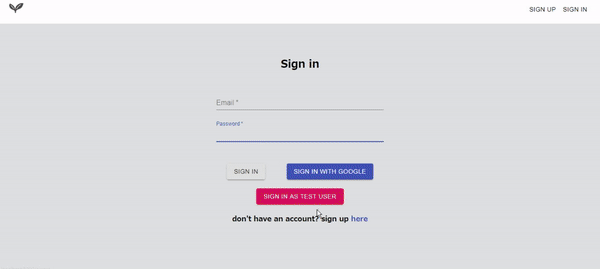 SIGN UP SIGN IN
Sign in
Email *
Password *
SIGN IN SIGN IN WITH GOOGLE
SIGN IN AS TEST USER
don't have an account? sign up here